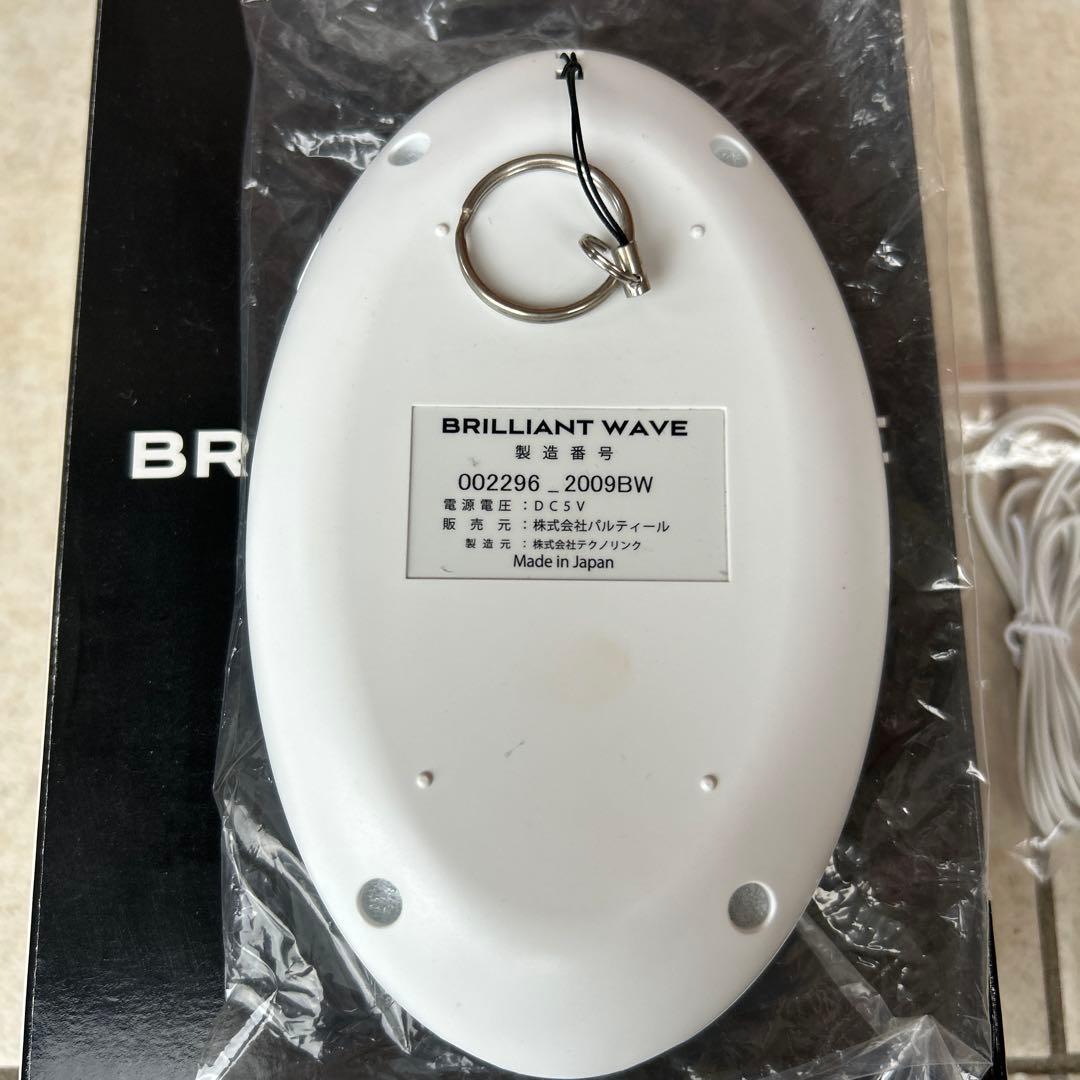 BRILLIANT WAVE
製造番号
002296_2009BW
電源電圧：DC5V
販売元：株式会社パルティール
製造元：株式会社テクノリンク
Made in Japan
BR E